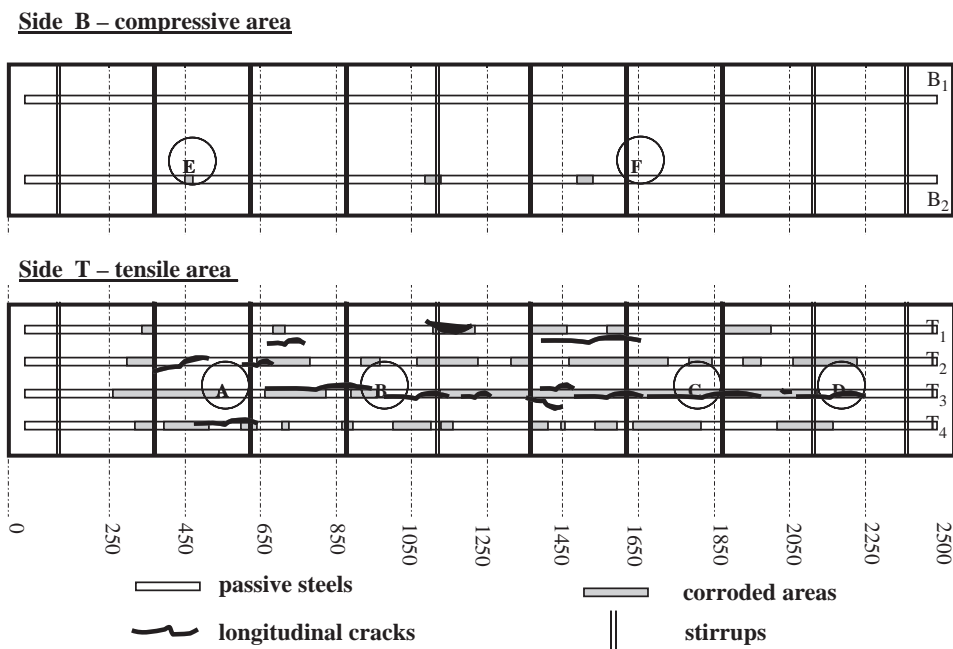 Side B – compressive area
B1
E
F
B2
Side T – tensile area
T1
T2
A
B
C
D
T3
T4
0
250
450
650
850
1050
1250
1450
1650
1850
2050
2250
2500
passive steels
corroded areas
longitudinal cracks
stirrups